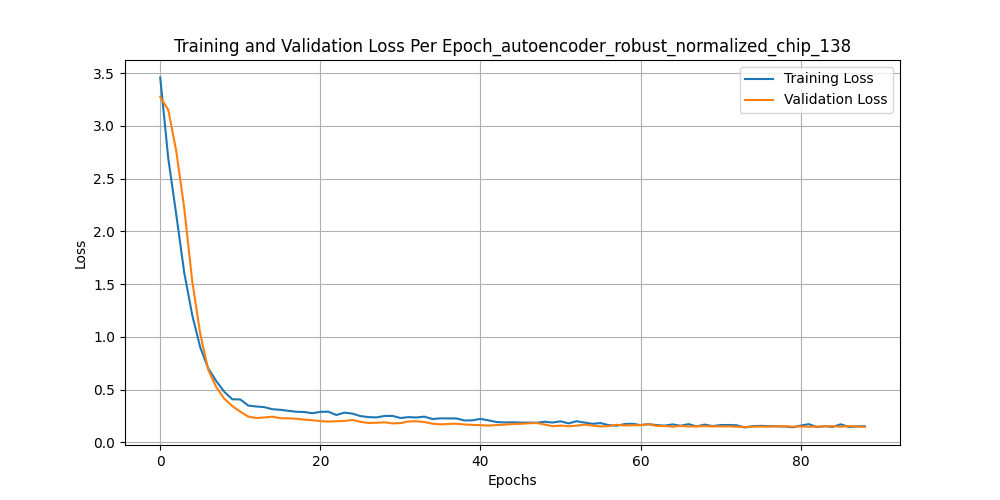 Training and Validation Loss Per Epoch_autoencoder_robust_normalized_chip_138
Training Loss
Validation Loss
Loss
3.5
3.0
2.5
2.0
1.5
1.0
0.5
0.0
0 20 40 60 80
Epochs